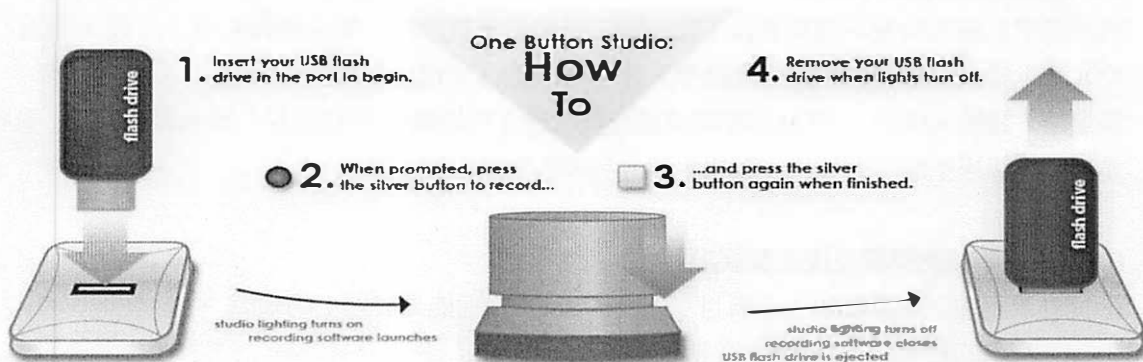 One Button Studio:
How
To
1. Insert your USB flash
drive in the port to begin.
flash drive
2. When prompted, press
the silver button to record...
3. ...and press the silver
button again when finished.
4. Remove your USB flash
drive when lights turn off.
flash drive
studio lighting turns on
recording software launches
studio lighting turns off
recording software closes
USB flash drive is ejected